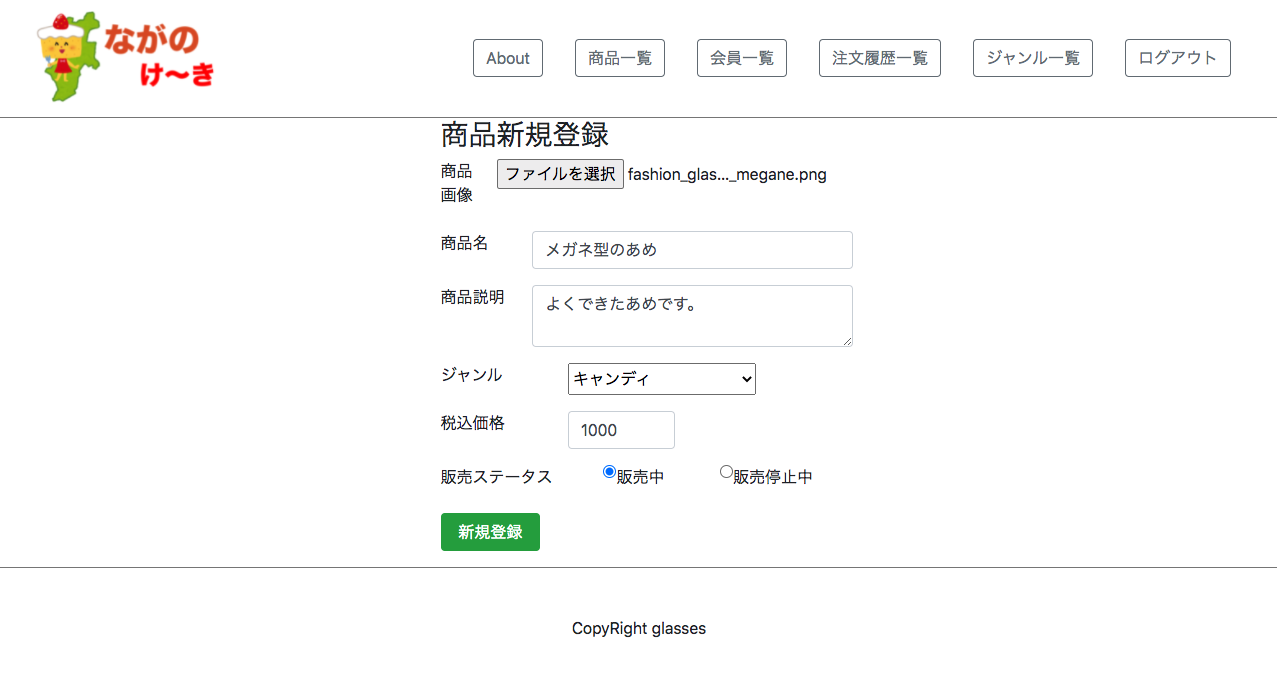 ながの
け〜き
About
商品一覧
会員一覧
注文履歴一覧
ジャンル一覧
ログアウト
商品新規登録
商品
画像
ファイルを選択 fashion_glas..._megane.png
商品名
メガネ型のあめ
商品説明
よくできたあめです。
ジャンル
キャンディ
税込価格
1000
販売ステータス
販売中
販売停止中
新規登録
CopyRight glasses